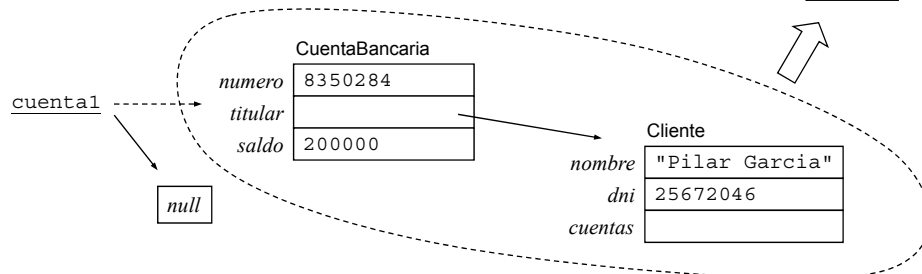 CuentaBancaria
numero 8350284
cuenta1
titular
saldo 200000
Cliente
nombre "Pilar Garcia"
null
dni 25672046
cuentas